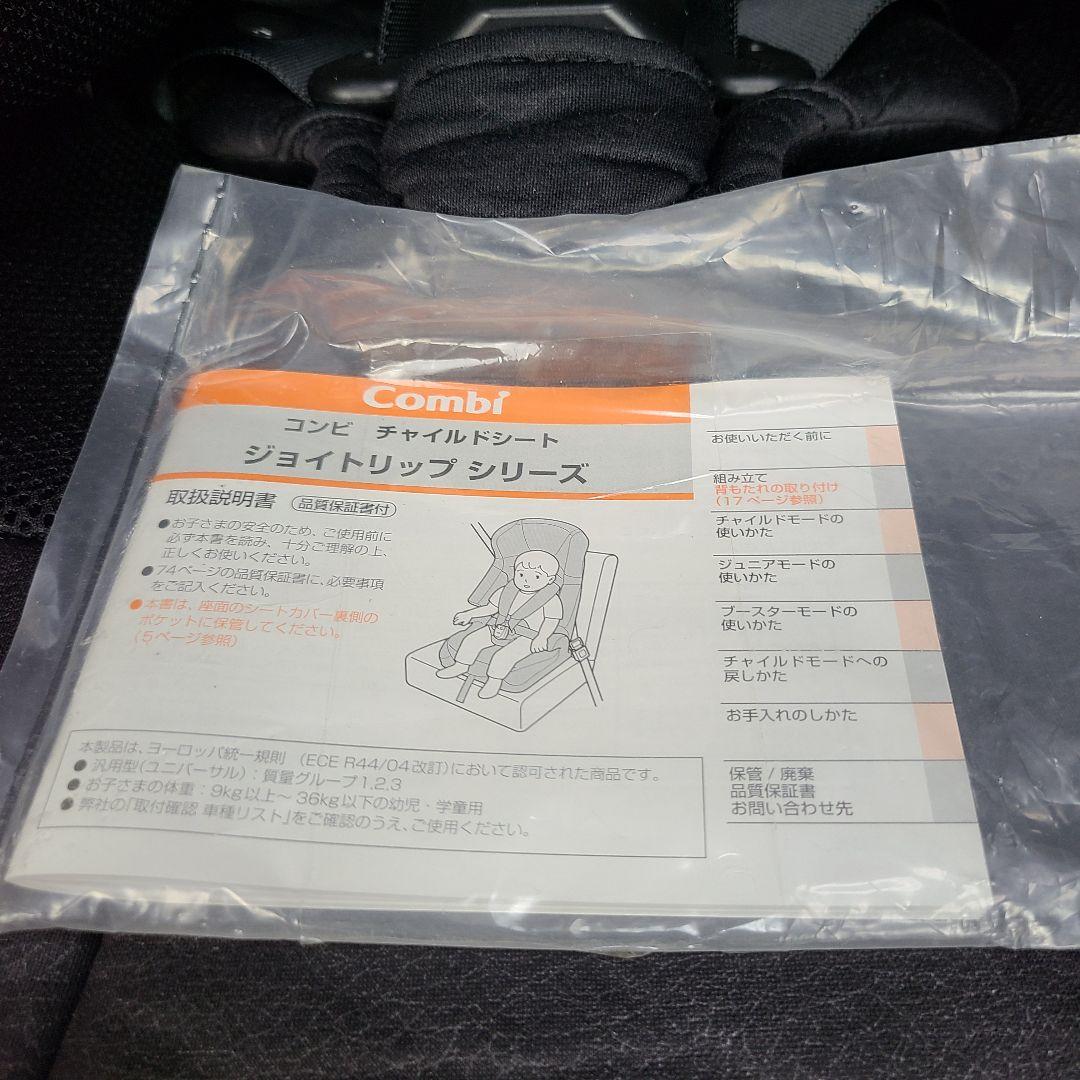 Combi
コンビ チャイルドシート
ジョイトリップ シリーズ
取扱説明書 品質保証書付
●お子さまの安全のため、ご使用前に
必ず本書を読み、十分ご理解の上、
正しくお使いください。
●74ページの品質保証書に、必要事項
をご記入ください。
●本書は、座面のシートカバー裏側の
ポケットに保管してください。
(5ページ参照)
本製品は、ヨーロッパ統一規則 (ECE R44/04改訂)において認可された商品です。
● 汎用型(ユニバーサル):質量グループ1,2,3
● お子さまの体重:9kg以上~36kg以下の幼児・学童用
● 弊社の「取付確認 車種リスト」をご確認のうえ、ご使用ください。
お使いいただく前に
組み立て
背もたれの取り付け
(17ページ参照)
チャイルドモードの
使いかた
ジュニアモードの
使いかた
ブースターモードの
使いかた
チャイルドモードへの
戻しかた
お手入れのしかた
保管/廃棄
品質保証書
お問い合わせ先